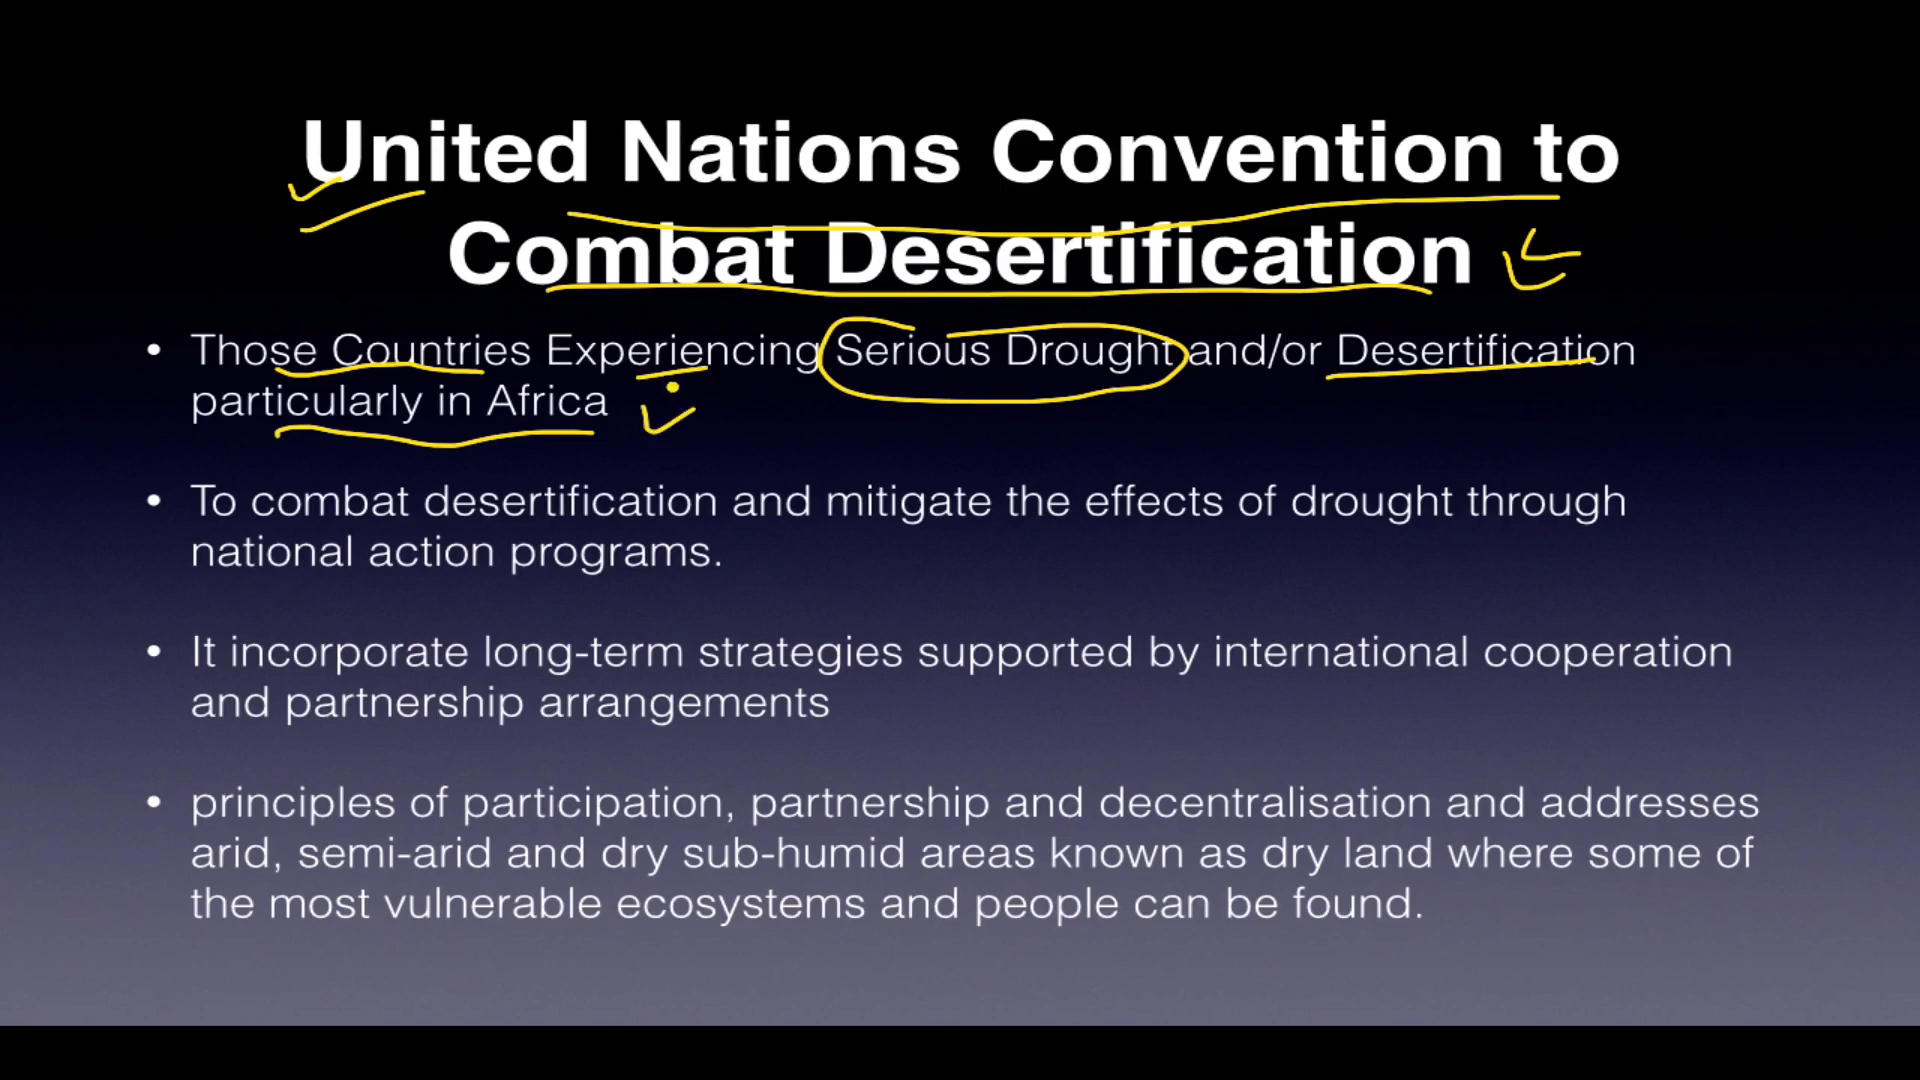 United Nations Convention to
Combat Desertification
• Those Countries Experiencing Serious Drought and/or Desertification
particularly in Africa
• To combat desertification and mitigate the effects of drought through
national action programs.
• It incorporate long-term strategies supported by international cooperation
and partnership arrangements
• principles of participation, partnership and decentralisation and addresses
arid, semi-arid and dry sub-humid areas known as dry land where some of
the most vulnerable ecosystems and people can be found.